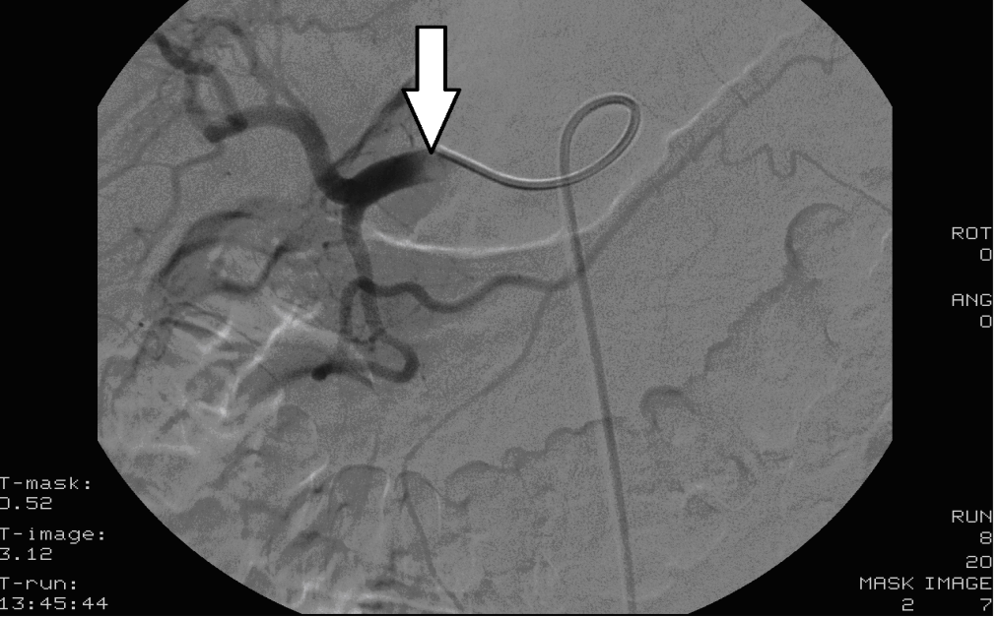 ROT
0
ANG
0
T-mask:
0.52
T-image:
3.12
T-run:
13:45:44
RUN
8
20
MASK IMAGE
2 7